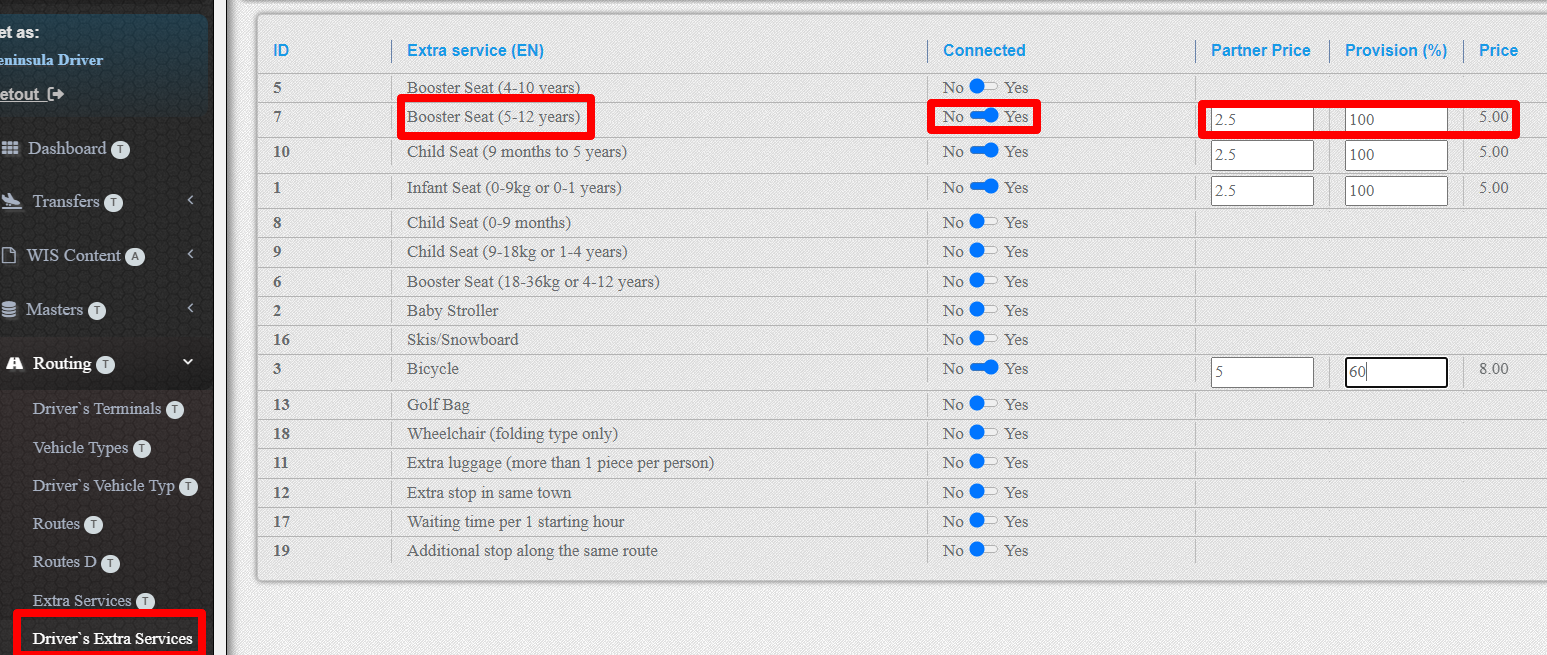 et as:
eninsula Driver
etout
Dashboard T
Transfers T
WIS Content A
Masters T
Routing T
Driver`s Terminals T
Vehicle Types T
Driver`s Vehicle Typ T
Routes T
Routes D T
Extra Services T
Driver`s Extra Services
ID Extra service (EN) Connected Partner Price Provision (%) Price
5 Booster Seat (4-10 years) No Yes
7 Booster Seat (5-12 years) No Yes 2.5 100 5.00
10 Child Seat (9 months to 5 years) No Yes 2.5 100 5.00
1 Infant Seat (0-9kg or 0-1 years) No Yes 2.5 100 5.00
8 Child Seat (0-9 months) No Yes
9 Child Seat (9-18kg or 1-4 years) No Yes
6 Booster Seat (18-36kg or 4-12 years) No Yes
2 Baby Stroller No Yes
16 Skis/Snowboard No Yes
3 Bicycle No Yes 5 60 8.00
13 Golf Bag No Yes
18 Wheelchair (folding type only) No Yes
11 Extra luggage (more than 1 piece per person) No Yes
12 Extra stop in same town No Yes
17 Waiting time per 1 starting hour No Yes
19 Additional stop along the same route No Yes